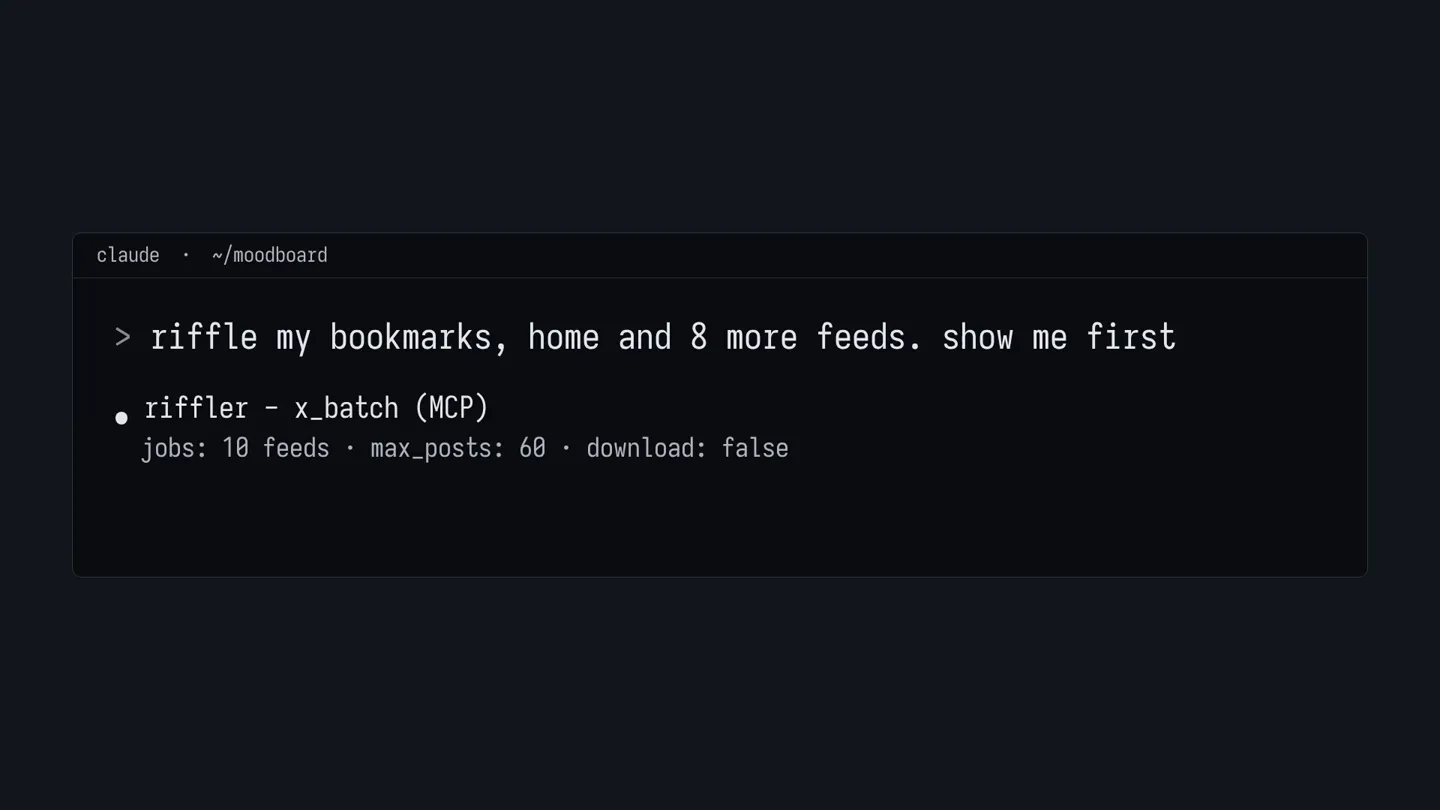 claude · ~/moodboard
> riffle my bookmarks, home and 8 more feeds. show me first
● riffler - x_batch (MCP)
jobs: 10 feeds · max_posts: 60 · download: false